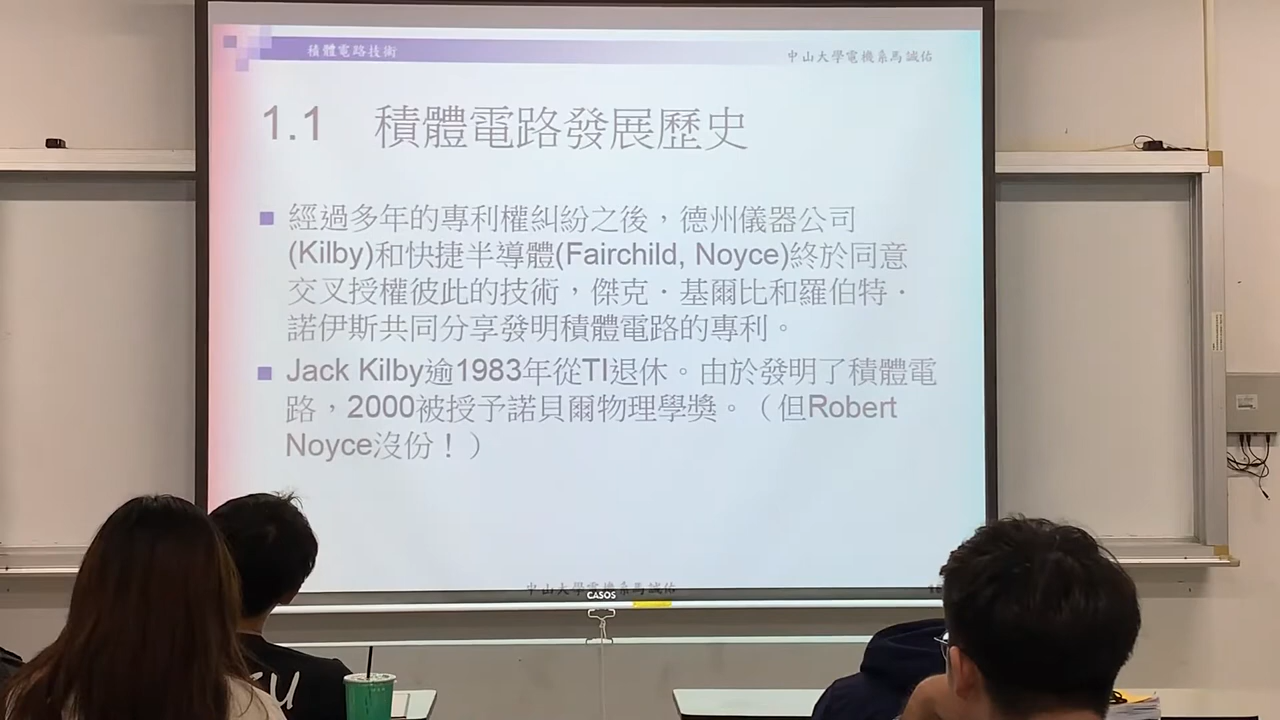 積體電路技術
中山大學電機系馬誠佑
1.1 積體電路發展歷史
經過多年的專利權糾紛之後，德州儀器公司
(Kilby)和快捷半導體(Fairchild, Noyce)終於同意
交叉授權彼此的技術，傑克．基爾比和羅伯特．
諾伊斯共同分享發明積體電路的專利。
Jack Kilby逾1983年從TI退休。由於發明了積體電
路，2000被授予諾貝爾物理學獎。（但Robert
Noyce沒份！）
中山大學電機系馬誠佑
CASOS